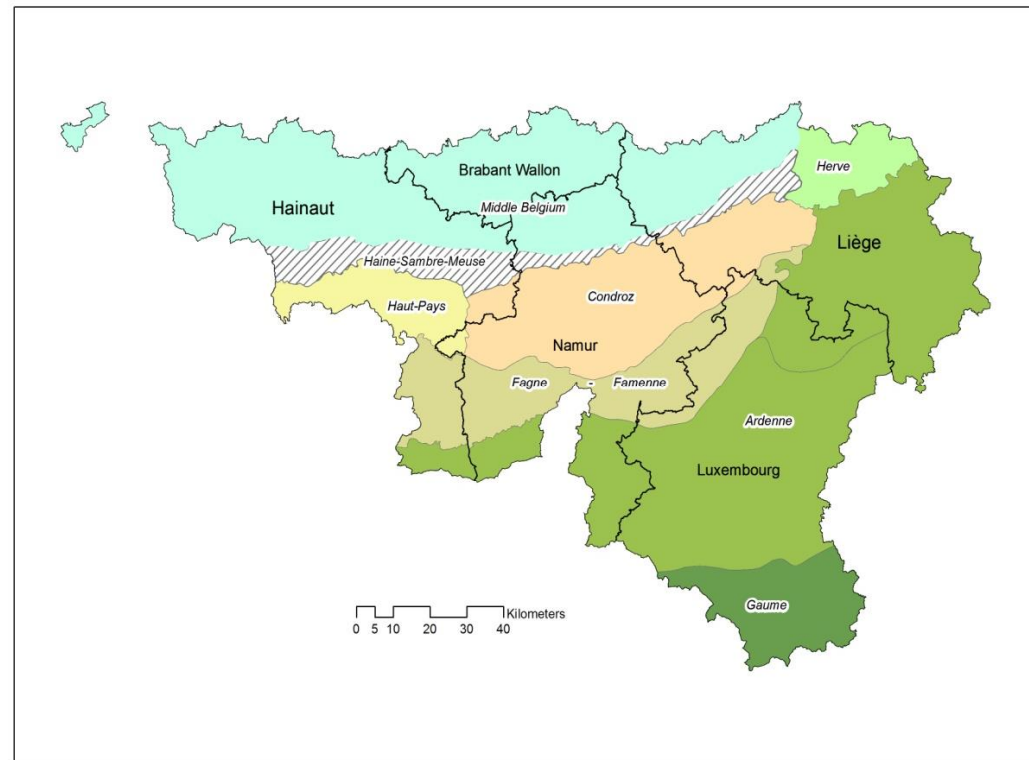 Herve
Brabant Wallon
Hainaut
Middle Belgium
Liège
Haine-Sambre-Meuse
Condroz
Haut-Pays
Namur
Fagne - Famenne
Ardenne
Luxembourg
Gaume
Kilometers
0 5 10 20 30 40